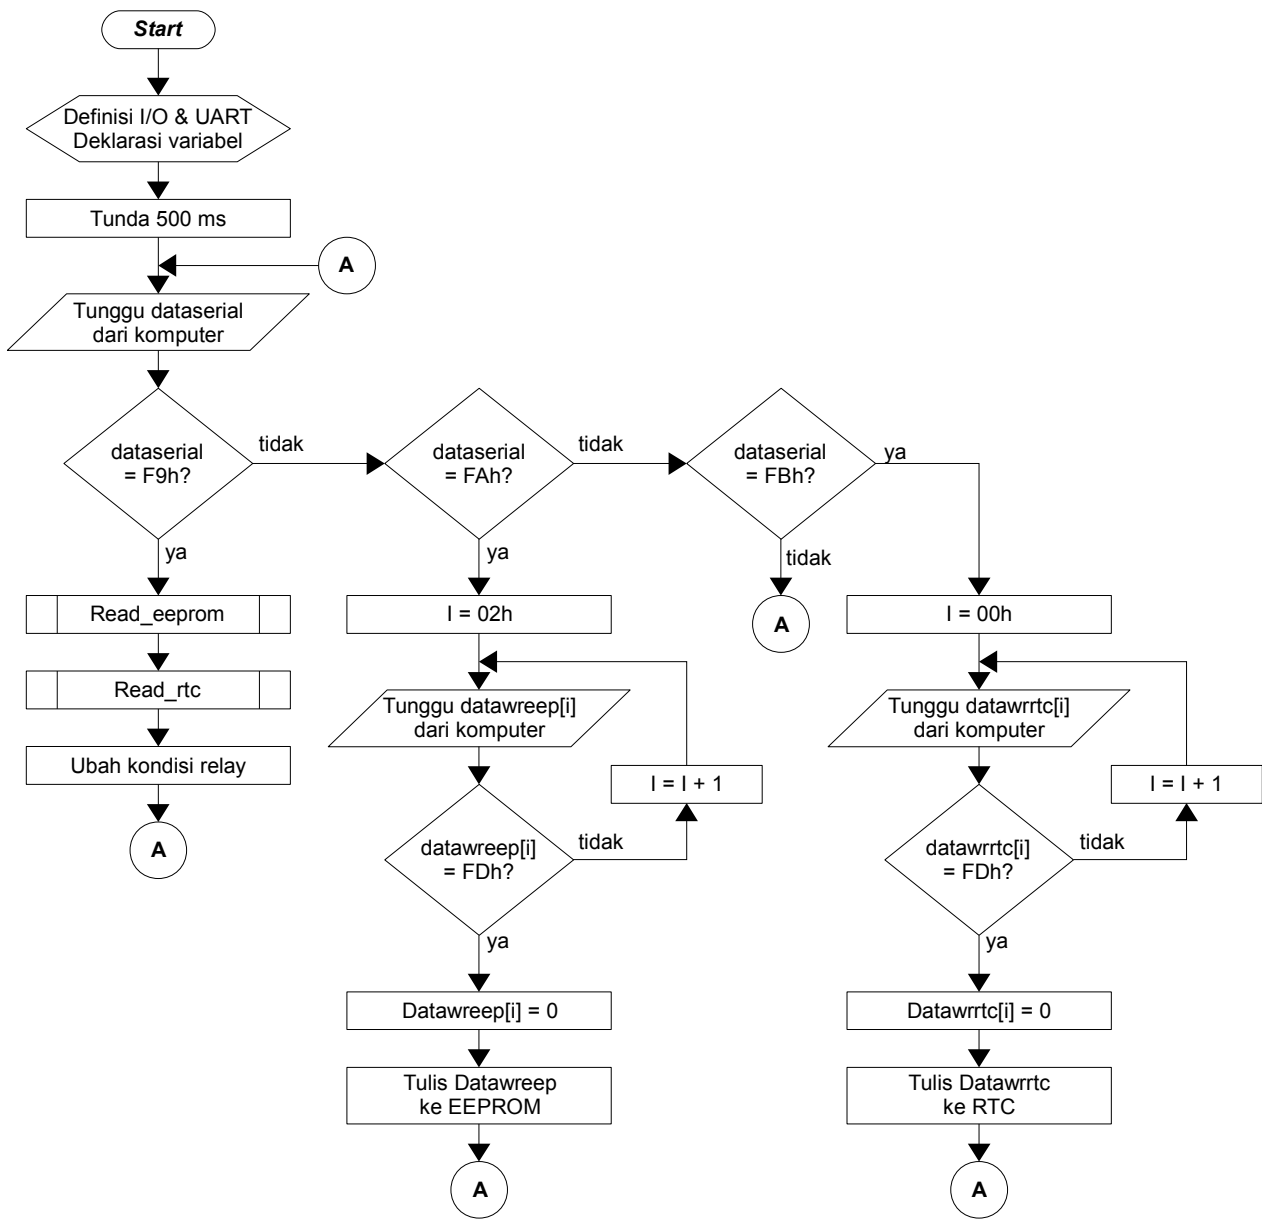 Start
Definisi I/O & UART
Deklarasi variabel
Tunda 500 ms
A
Tunggu dataserial
dari komputer
dataserial
= F9h?
tidak
dataserial
= FAh?
tidak
dataserial
= FBh?
ya
ya
ya
tidak
Read_eeprom
I = 02h
A
I = 00h
Read_rtc
Tunggu datawreep[i]
dari komputer
Tunggu datawrrtc[i]
dari komputer
Ubah kondisi relay
I = I + 1
I = I + 1
A
datawreep[i]
= FDh?
tidak
datawrrtc[i]
= FDh?
tidak
ya
ya
Datawreep[i] = 0
Datawrrtc[i] = 0
Tulis Datawreep
ke EEPROM
Tulis Datawrrtc
ke RTC
A
A